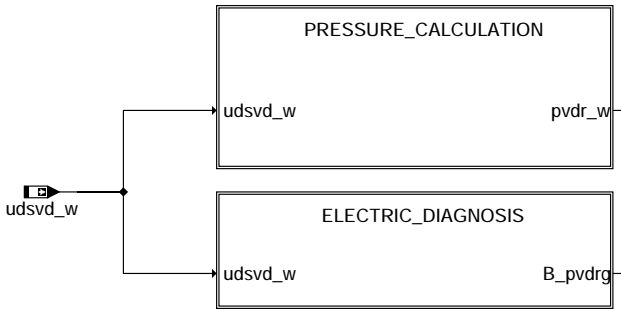 PRESSURE_CALCULATION
udsvd_w pvdr_w
udsvd_w
ELECTRIC_DIAGNOSIS
udsvd_w B_pvdrg